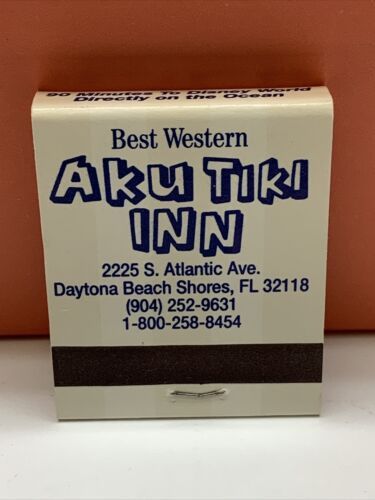 90 Minutes To Disney World
Directly on the Ocean
Best Western
AKU TIKI
INN
2225 S. Atlantic Ave.
Daytona Beach Shores, FL 32118
(904) 252-9631
1-800-258-8454